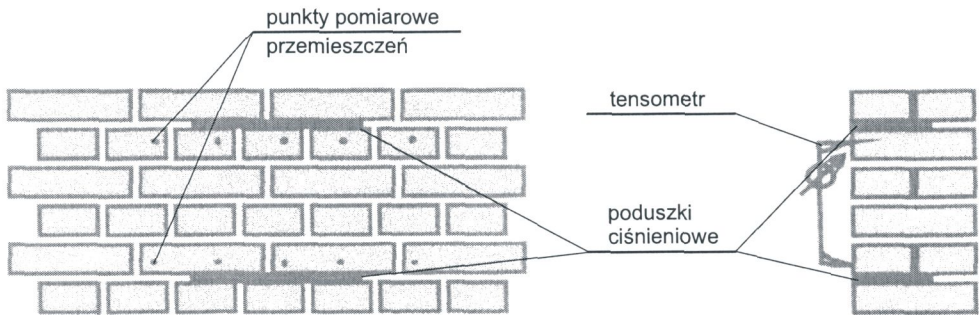 punkty pomiarowe
przemieszczeń
tensometr
poduszki
ciśnieniowe